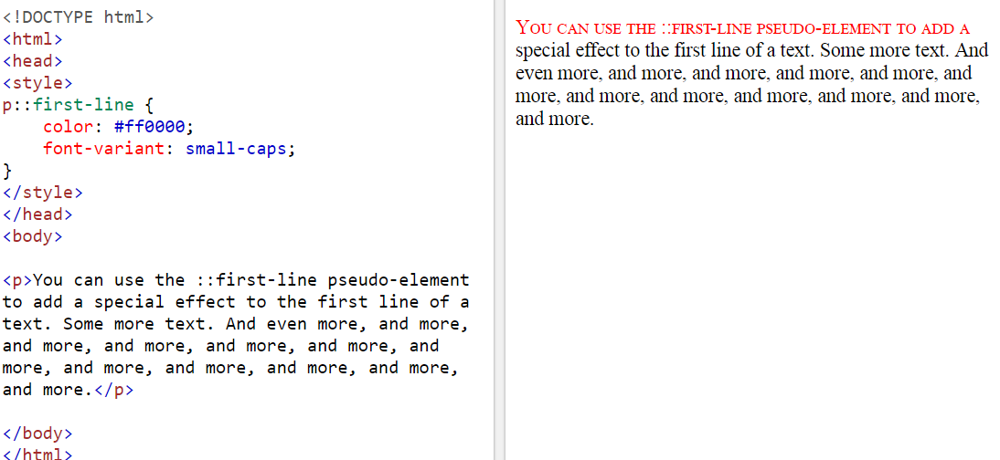 <!DOCTYPE html>
<html>
<head>
<style>
p::first-line {
    color: #ff0000;
    font-variant: small-caps;
}
</style>
</head>
<body>

<p>You can use the ::first-line pseudo-element
to add a special effect to the first line of a
text. Some more text. And even more, and more,
and more, and more, and more, and more, and
more, and more, and more, and more, and more,
and more.</p>

</body>
</html>
You can use the ::first-line pseudo-element to add a
special effect to the first line of a text. Some more text. And
even more, and more, and more, and more, and more, and
more, and more, and more, and more, and more, and more,
and more.